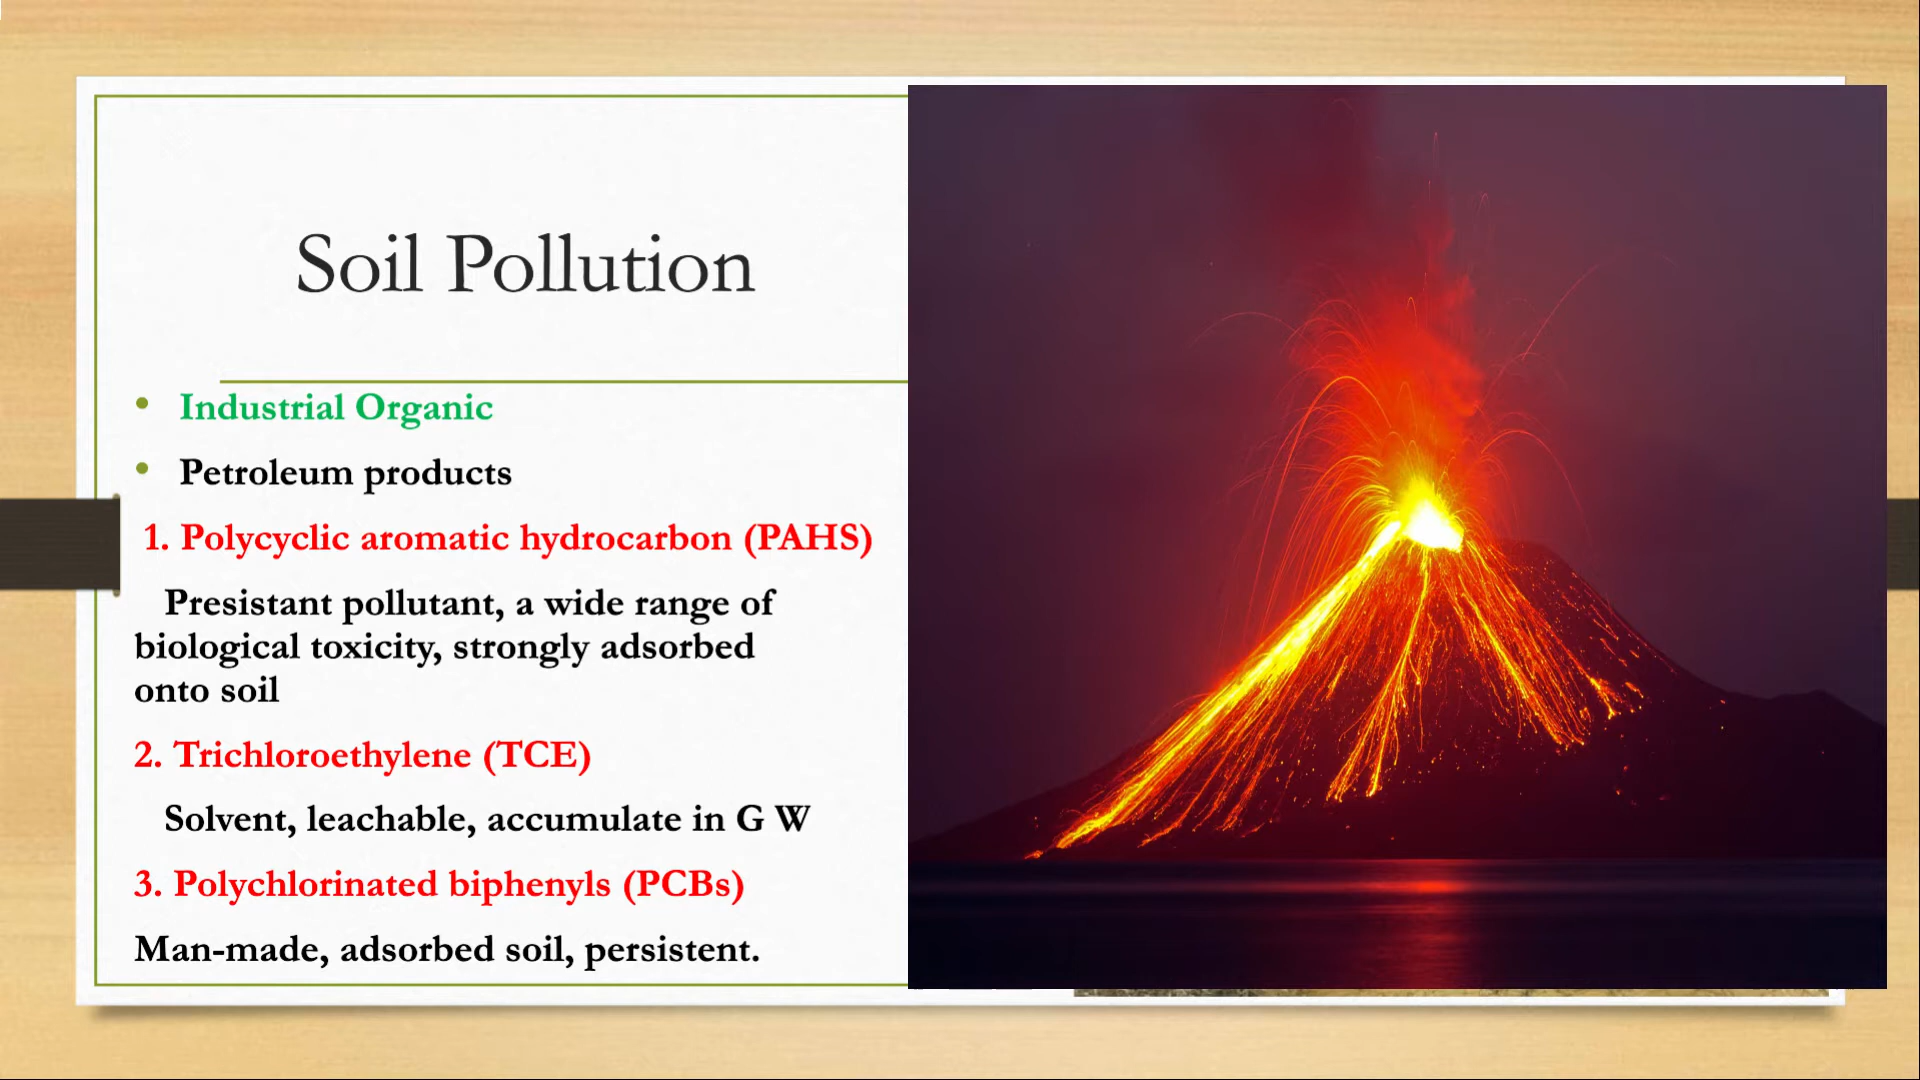 Soil Pollution
• Industrial Organic
• Petroleum products
1. Polycyclic aromatic hydrocarbon (PAHS)
Presistant pollutant, a wide range of
biological toxicity, strongly adsorbed
onto soil
2. Trichloroethylene (TCE)
Solvent, leachable, accumulate in G W
3. Polychlorinated biphenyls (PCBs)
Man-made, adsorbed soil, persistent.